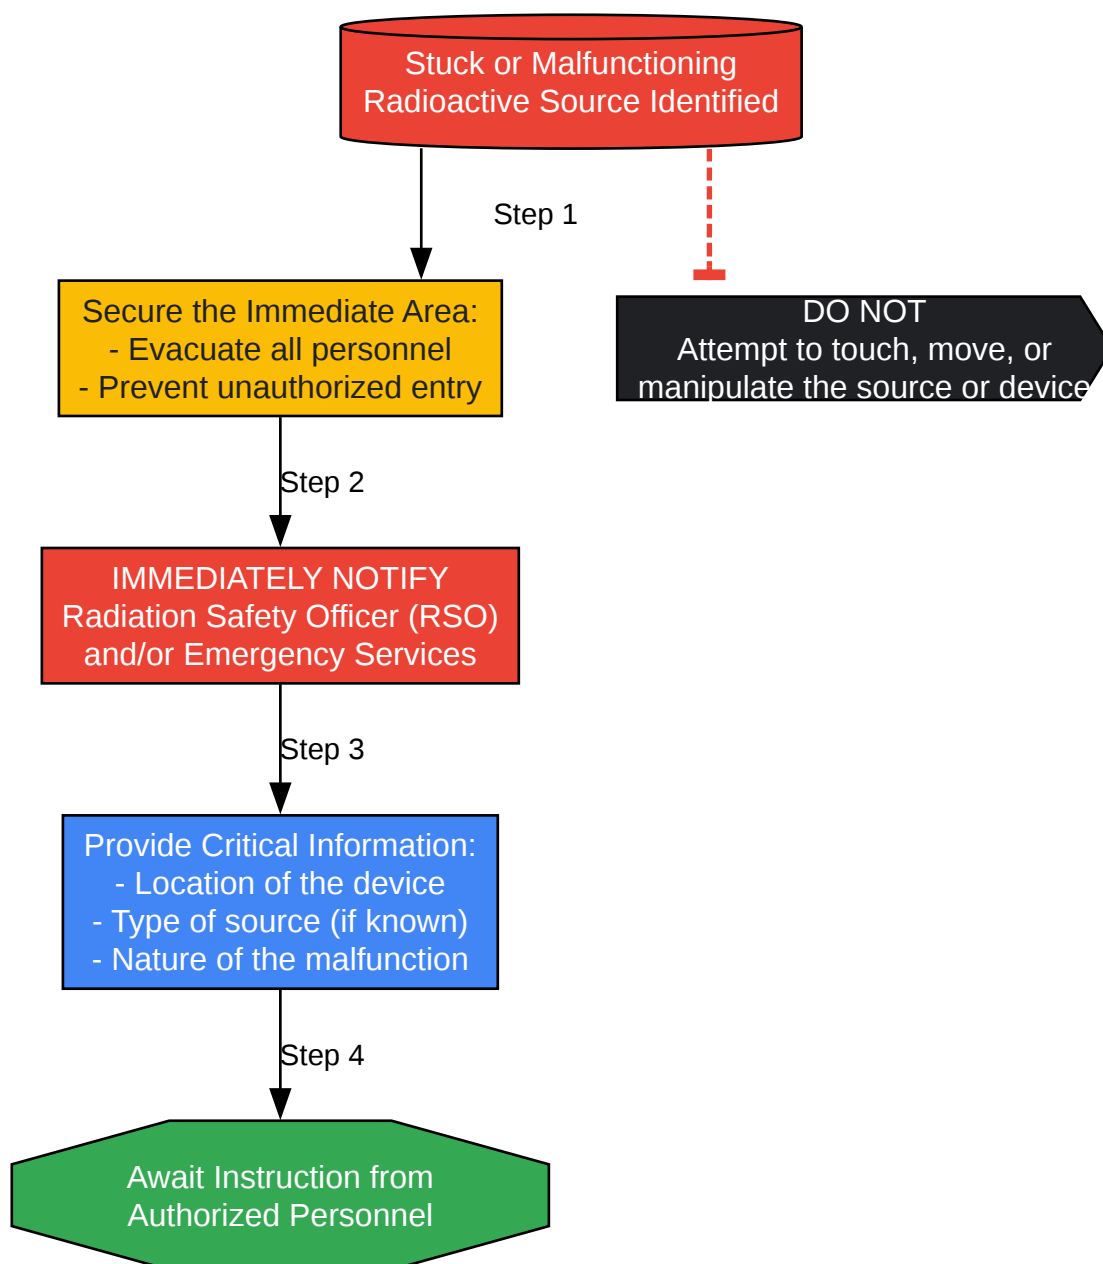 Stuck or Malfunctioning
Radioactive Source Identified
Step 1
Secure the Immediate Area:
- Evacuate all personnel
- Prevent unauthorized entry
DO NOT
Attempt to touch, move, or
manipulate the source or device
Step 2
IMMEDIATELY NOTIFY
Radiation Safety Officer (RSO)
and/or Emergency Services
Step 3
Provide Critical Information:
- Location of the device
- Type of source (if known)
- Nature of the malfunction
Step 4
Await Instruction from
Authorized Personnel